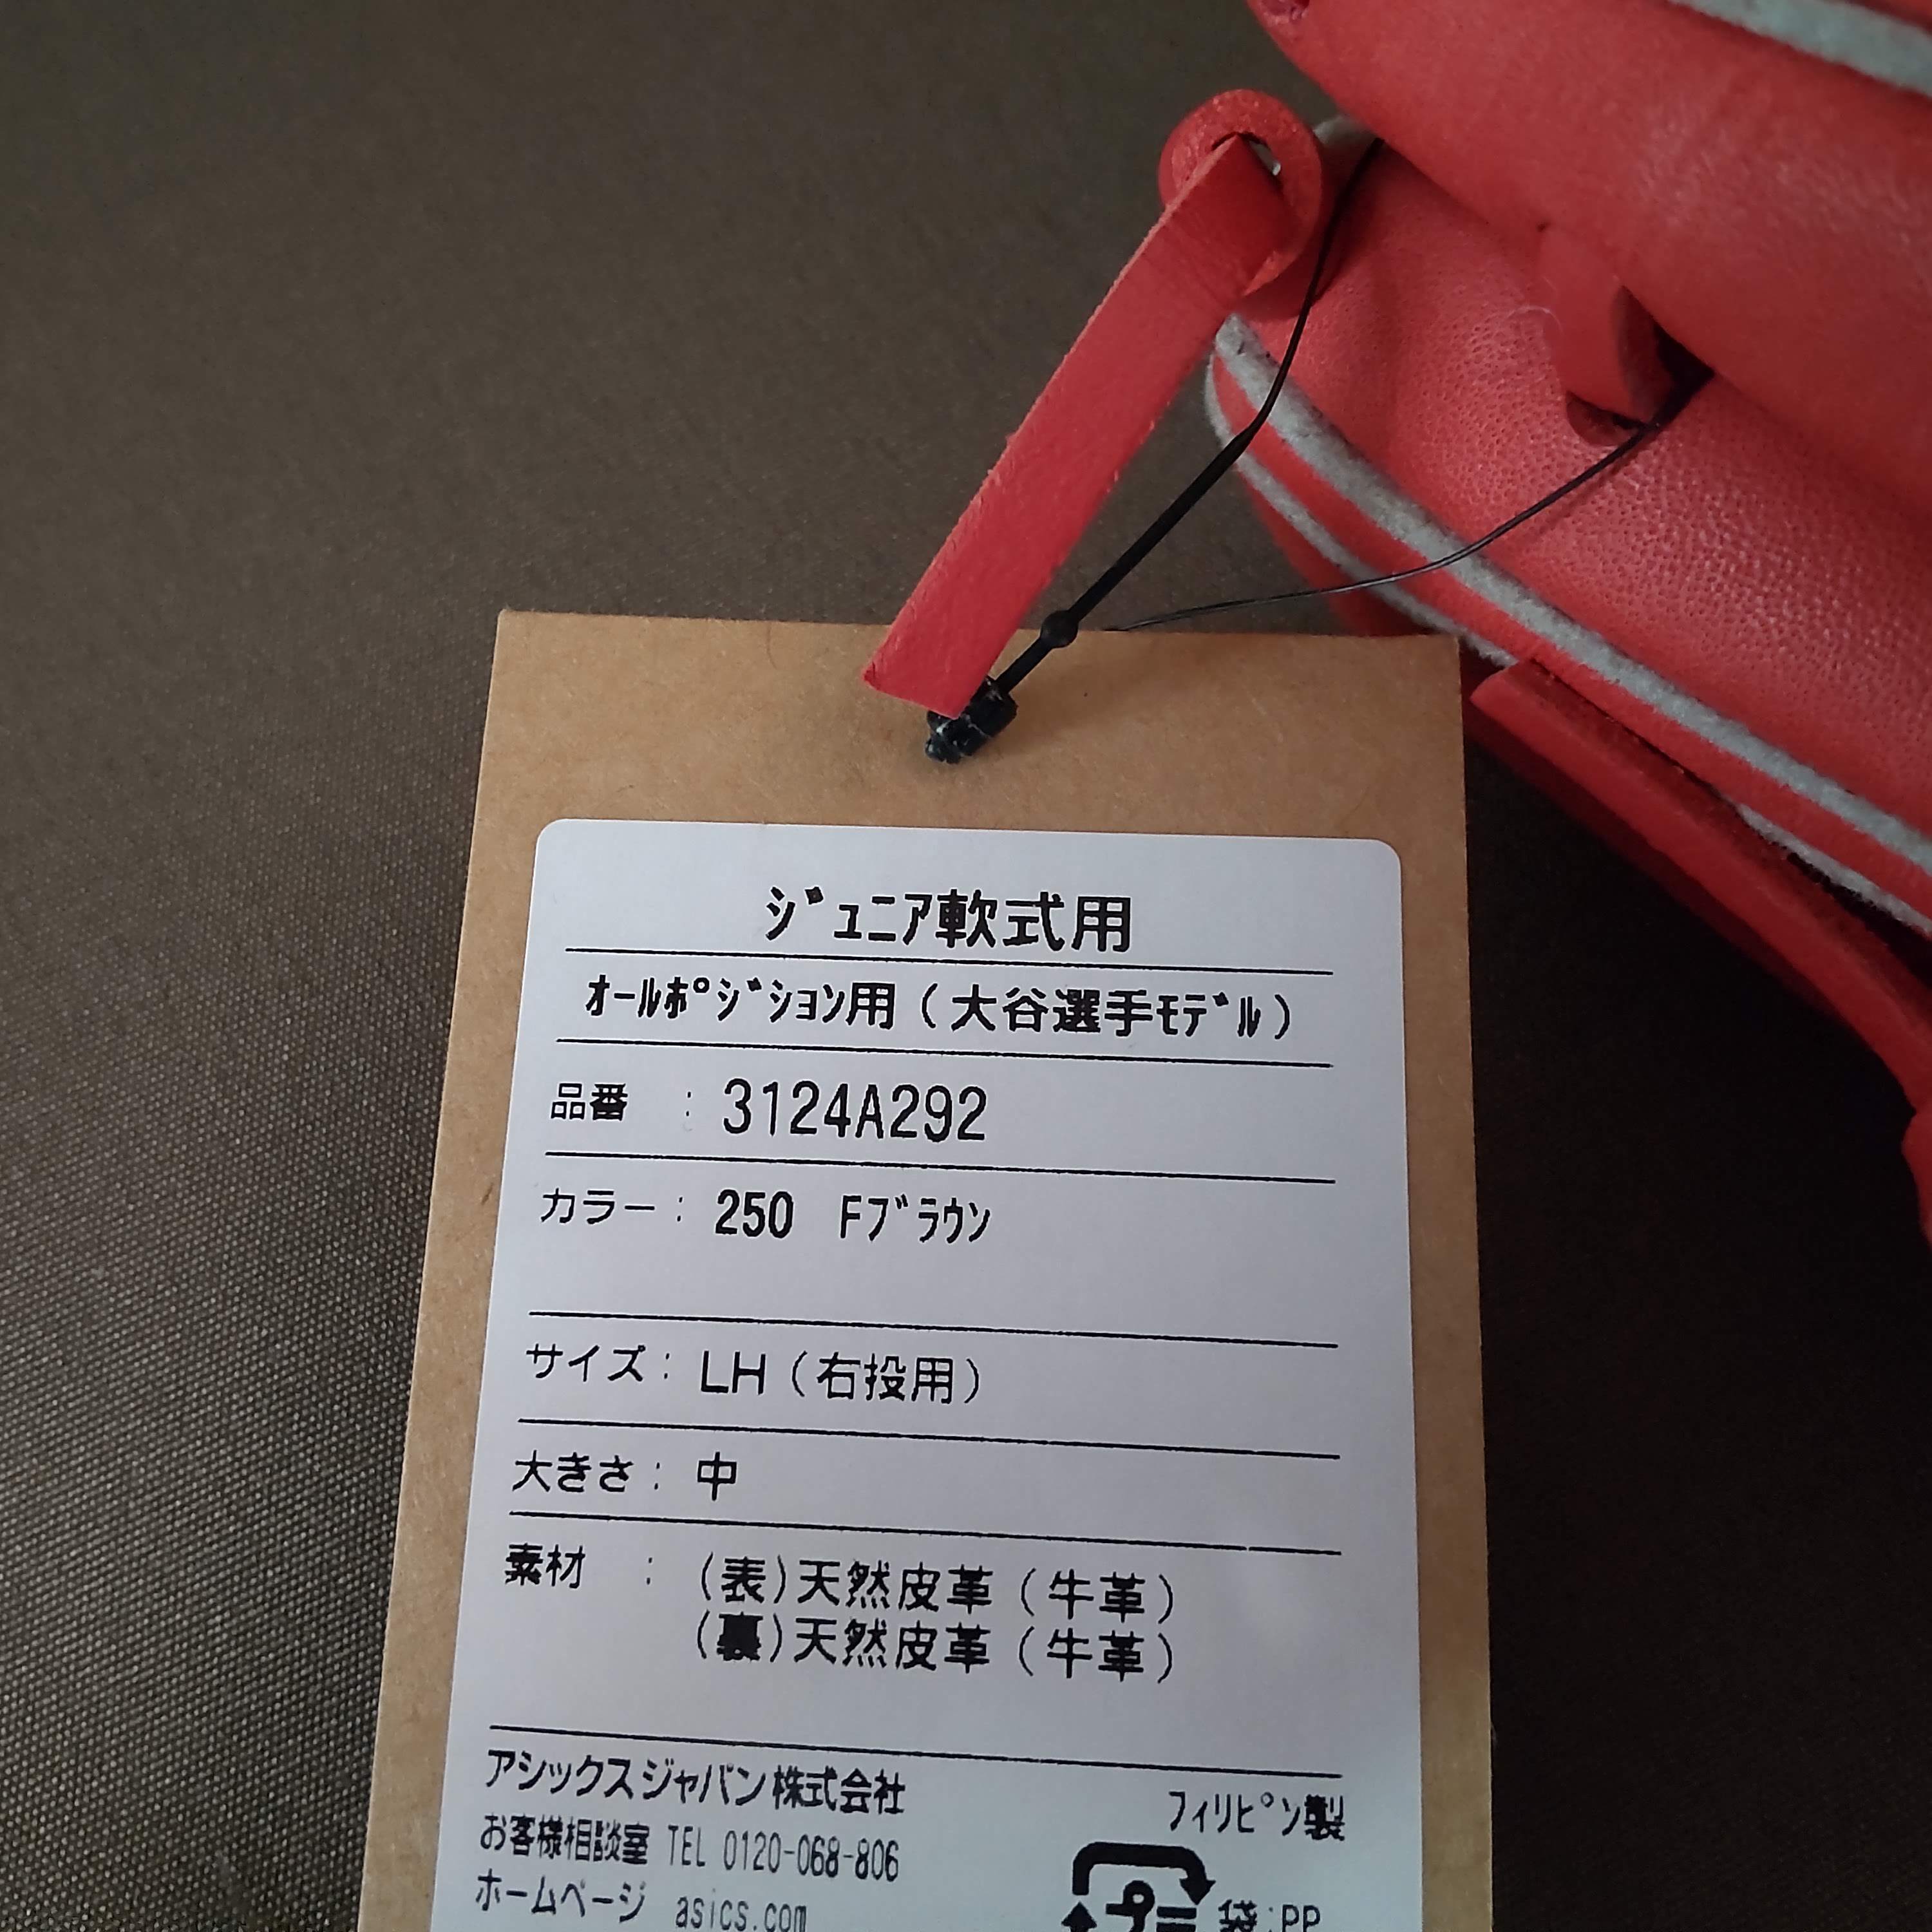 ｼﾞｭﾆｱ軟式用
ｵｰﾙﾎﾟｼﾞｼｮﾝ用(大谷選手ﾓﾃﾞﾙ)
品番 : 3124A292
カラー : 250 Fﾌﾞﾗｳﾝ
サイズ : LH(右投用)
大きさ : 中
素材 : (表)天然皮革(牛革)
(裏)天然皮革(牛革)
アシックスジャパン株式会社
フィリピン製
お客様相談室 TEL 0120-068-806
ホームページ asics.com
プラ 袋:PP